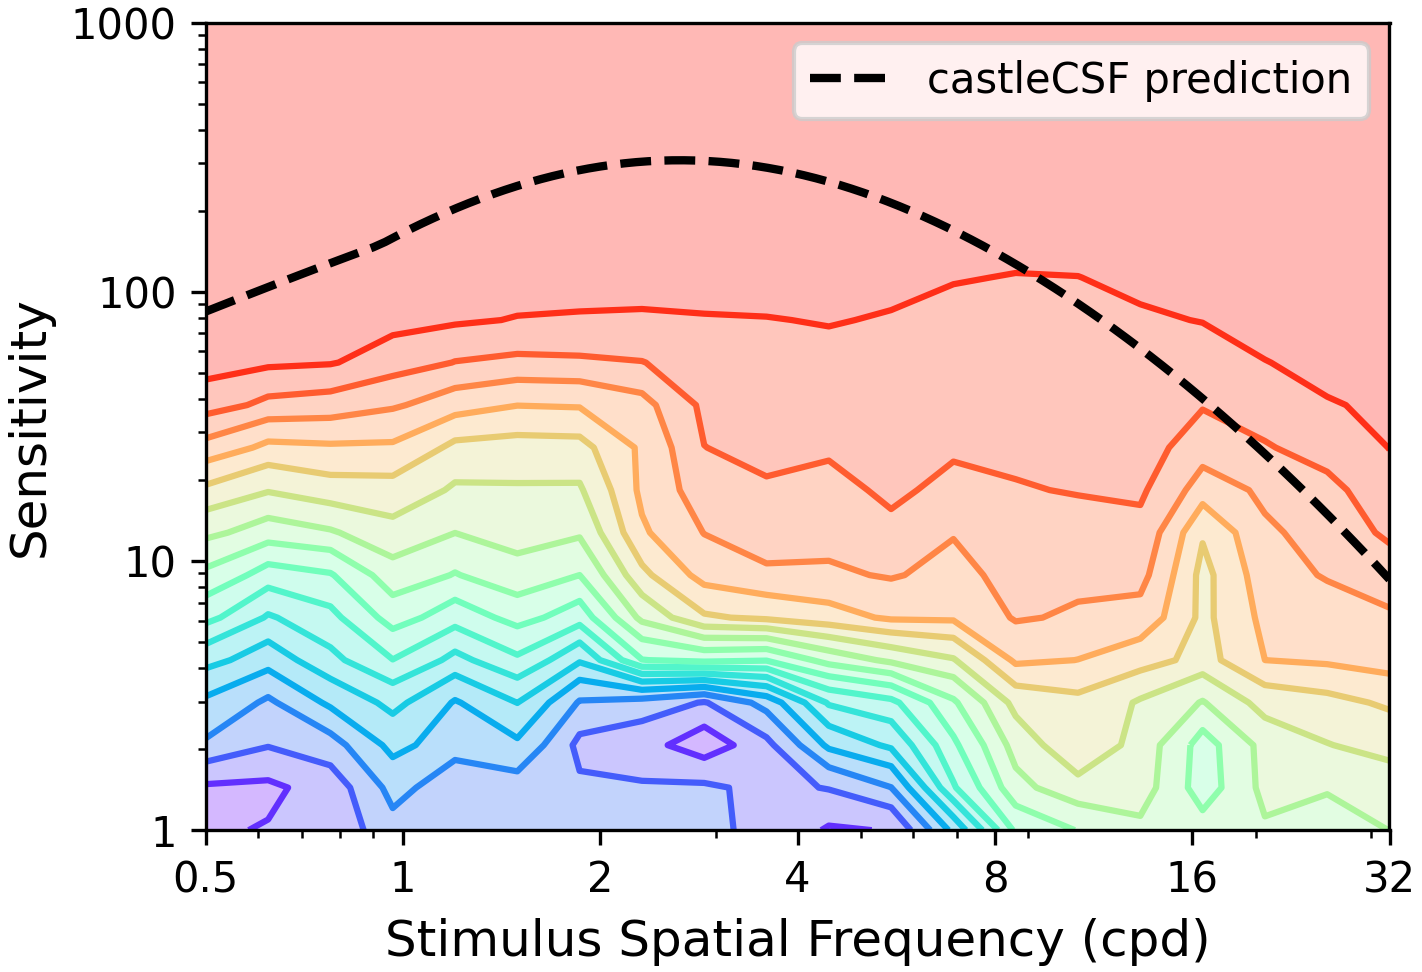 1000
castleCSF prediction
100
Sensitivity
10
1
0.5 1 2 4 8 16 32
Stimulus Spatial Frequency (cpd)